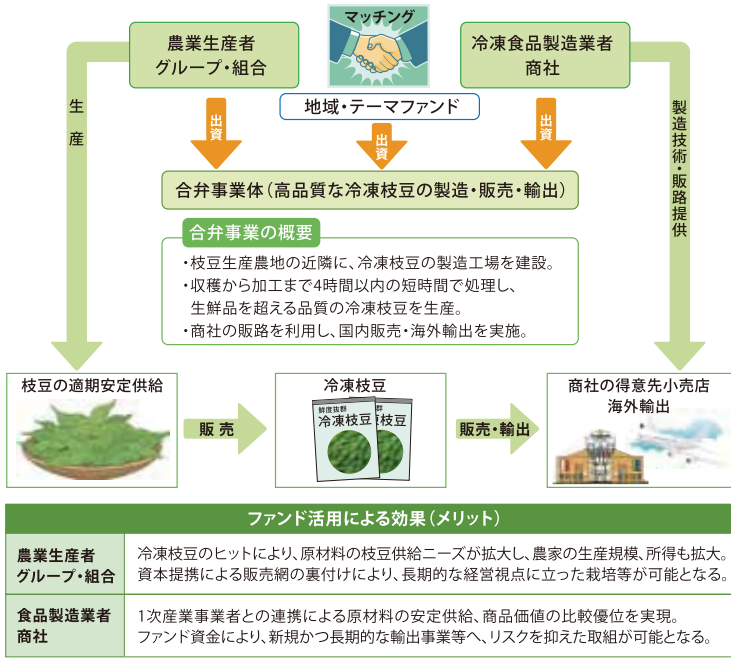 マッチング
農業生産者
グループ・組合
冷凍食品製造業者
商社
地域・テーマファンド
生産
出資
出資
出資
製造技術・販路提供
合弁事業体（高品質な冷凍枝豆の製造・販売・輸出）
合弁事業の概要
・枝豆生産農地の近隣に、冷凍枝豆の製造工場を建設。
・収穫から加工まで4時間以内の短時間で処理し、
生鮮品を超える品質の冷凍枝豆を生産。
・商社の販路を利用し、国内販売・海外輸出を実施。
枝豆の適期安定供給
販売
冷凍枝豆
鮮度抜群
冷凍枝豆
枝豆
販売・輸出
商社の得意先小売店
海外輸出
ファンド活用による効果（メリット）
農業生産者
グループ・組合
冷凍枝豆のヒットにより、原材料の枝豆供給ニーズが拡大し、農家の生産規模、所得も拡大。
資本提携による販売網の裏付けにより、長期的な経営視点に立った栽培等が可能となる。
食品製造業者
商社
1次産業事業者との連携による原材料の安定供給、商品価値の比較優位を実現。
ファンド資金により、新規かつ長期的な輸出事業等へ、リスクを抑えた取組が可能となる。